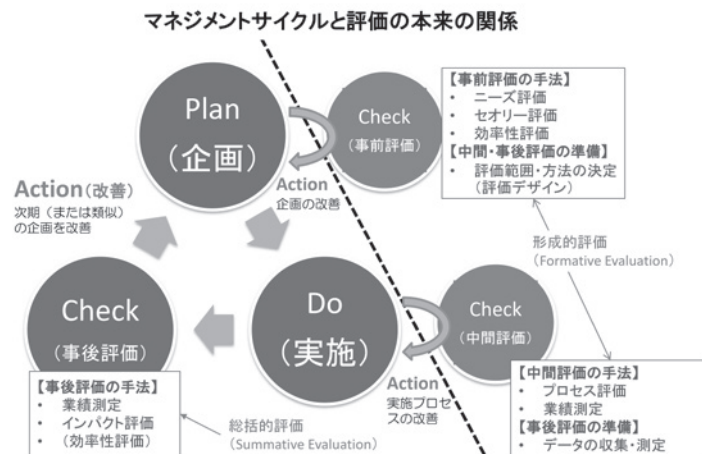 マネジメントサイクルと評価の本来の関係
Plan
(企画)
Check
(事前評価)
【事前評価の手法】
• ニーズ評価
• セオリー評価
• 効率性評価
【中間・事後評価の準備】
• 評価範囲・方法の決定
(評価デザイン)
Action
企画の改善
Action(改善)
次期(または類似)
の企画を改善
形成的評価
(Formative Evaluation)
Check
(事後評価)
Do
(実施)
Check
(中間評価)
Action
実施プロセ
スの改善
【事後評価の手法】
• 業績測定
• インパクト評価
• (効率性評価)
総括的評価
(Summative Evaluation)
【中間評価の手法】
• プロセス評価
• 業績測定
【事後評価の準備】
• データの収集・測定